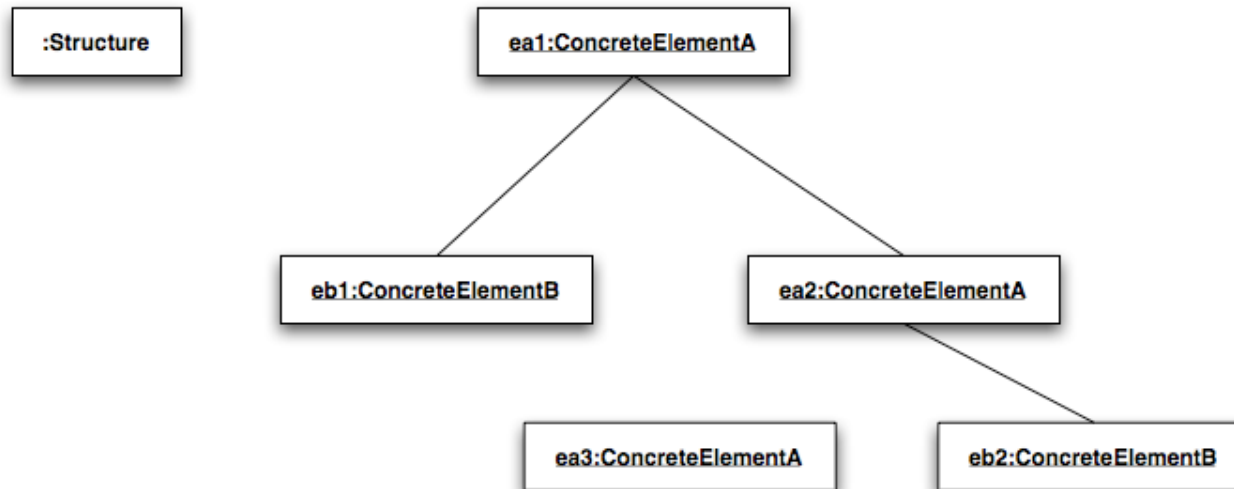 :Structure
ea1:ConcreteElementA
eb1:ConcreteElementB
ea2:ConcreteElementA
ea3:ConcreteElementA
eb2:ConcreteElementB